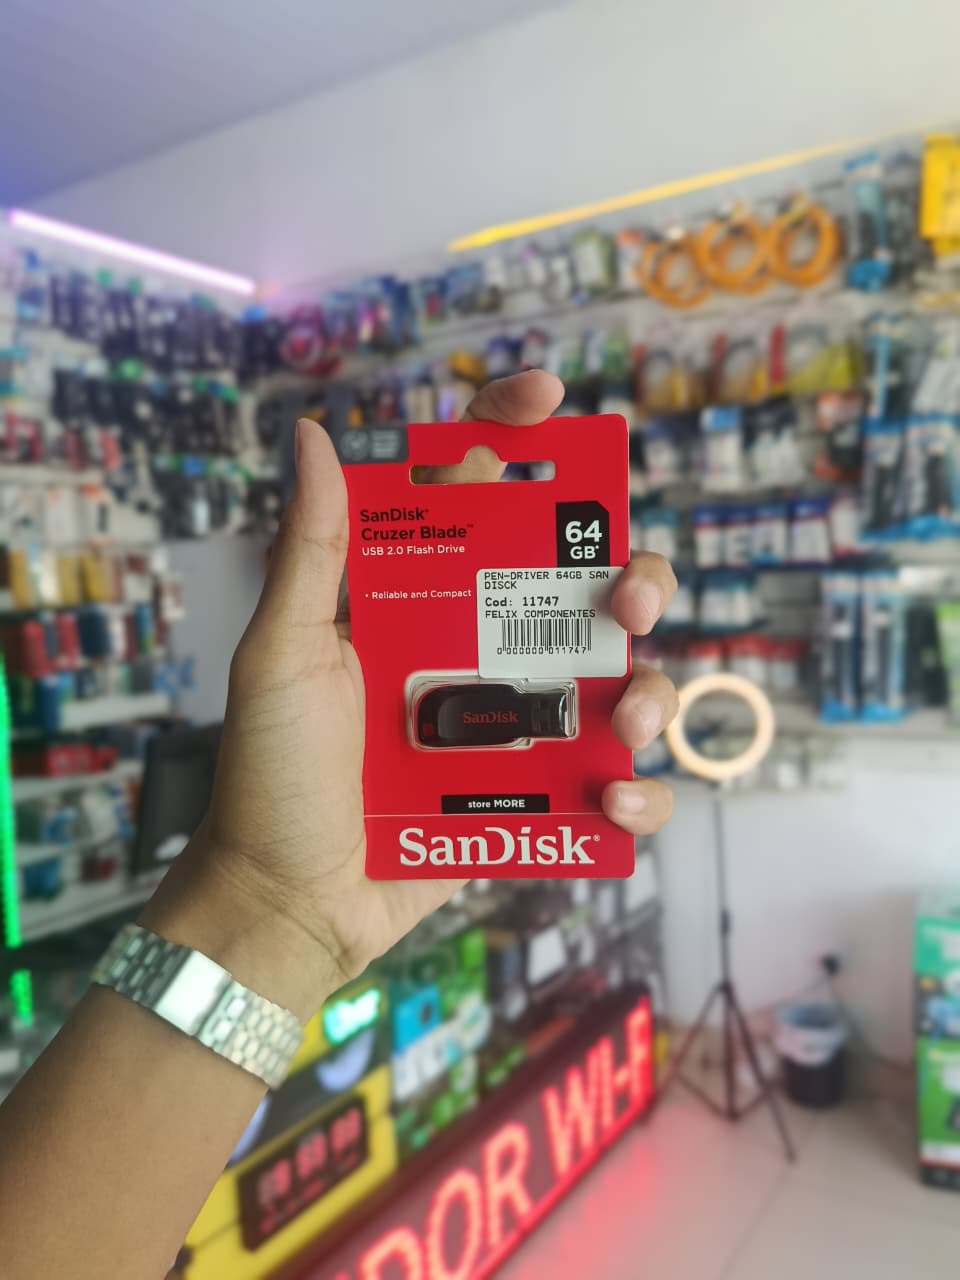 SanDisk®
Cruzer Blade™
USB 2.0 Flash Drive
64
GB*
• Reliable and Compact
PEN-DRIVER 64GB SAN
DISCK
Cod: 11747
FELIX COMPONENTES
0000000011747
SanDisk
store MORE
SanDisk®
DOR WI-F